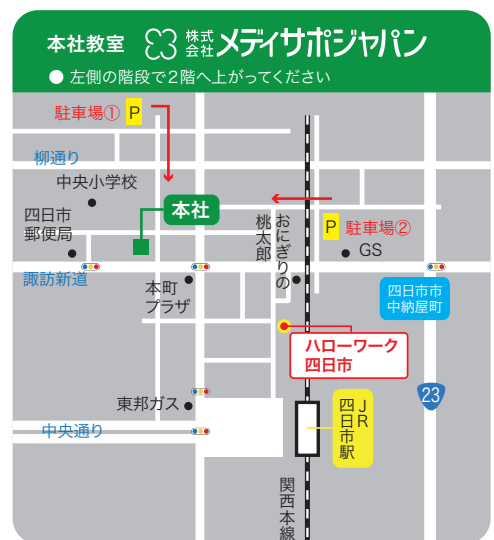 本社教室
株式
会社
メディサポジャパン
● 左側の階段で2階へ上がってください
駐車場① P
柳通り
中央小学校
本社
四日市
郵便局
おにぎりの
桃太郎
P 駐車場②
GS
諏訪新道
本町
プラザ
四日市市
中納屋町
ハローワーク
四日市
23
東邦ガス
JR
四日市駅
中央通り
関西本線